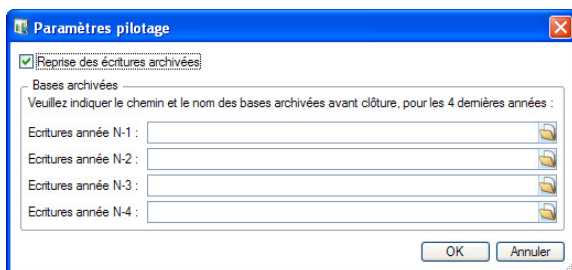 Paramètres pilotage
Reprise des écritures archivées
Bases archivées
Veuillez indiquer le chemin et le nom des bases archivées avant clôture, pour les 4 dernières années :
Ecritures année N-1 :
Ecritures année N-2 :
Ecritures année N-3 :
Ecritures année N-4 :
OK Annuler